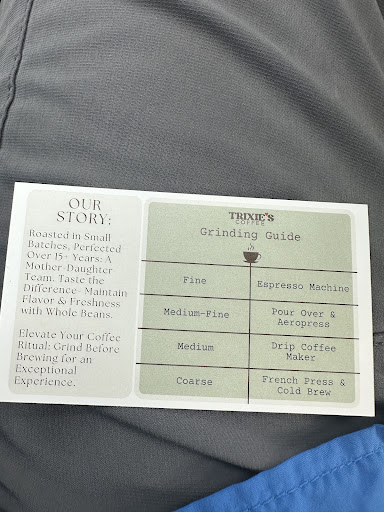 OUR
STORY:
Roasted in Small
Batches, Perfected
Over 15+ Years: A
Mother-Daughter
Team. Taste the
Difference- Maintain
Flavor & Freshness
with Whole Beans.
Elevate Your Coffee
Ritual: Grind Before
Brewing for an
Exceptional
Experience.
TRIXIE'S
COFFEE
Grinding Guide
Fine
Espresso Machine
Medium-Fine
Pour Over &
Aeropress
Medium
Drip Coffee
Maker
Coarse
French Press &
Cold Brew